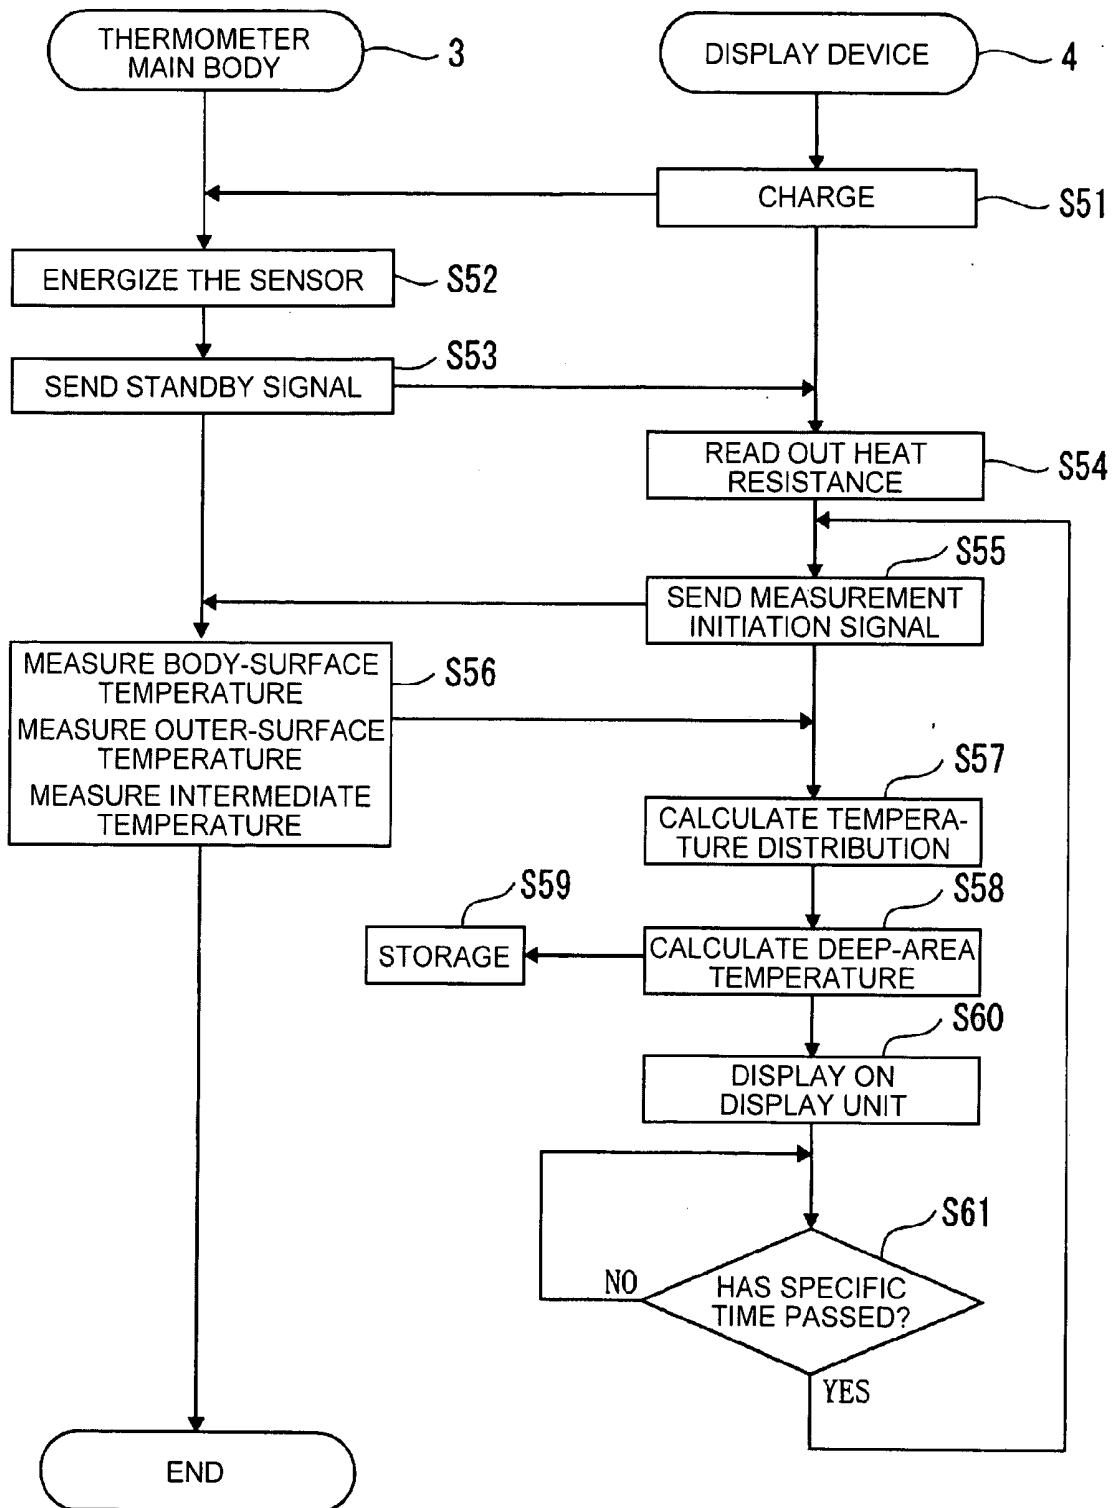 THERMOMETER
MAIN BODY
3
DISPLAY DEVICE
4
CHARGE
S51
ENERGIZE THE SENSOR
S52
SEND STANDBY SIGNAL
S53
READ OUT HEAT
RESISTANCE
S54
S55
SEND MEASUREMENT
INITIATION SIGNAL
MEASURE BODY-SURFACE
TEMPERATURE
MEASURE OUTER-SURFACE
TEMPERATURE
MEASURE INTERMEDIATE
TEMPERATURE
S56
S57
CALCULATE TEMPERA-
TURE DISTRIBUTION
S58
CALCULATE DEEP-AREA
TEMPERATURE
S59
STORAGE
S60
DISPLAY ON
DISPLAY UNIT
S61
HAS SPECIFIC
TIME PASSED?
NO
YES
END